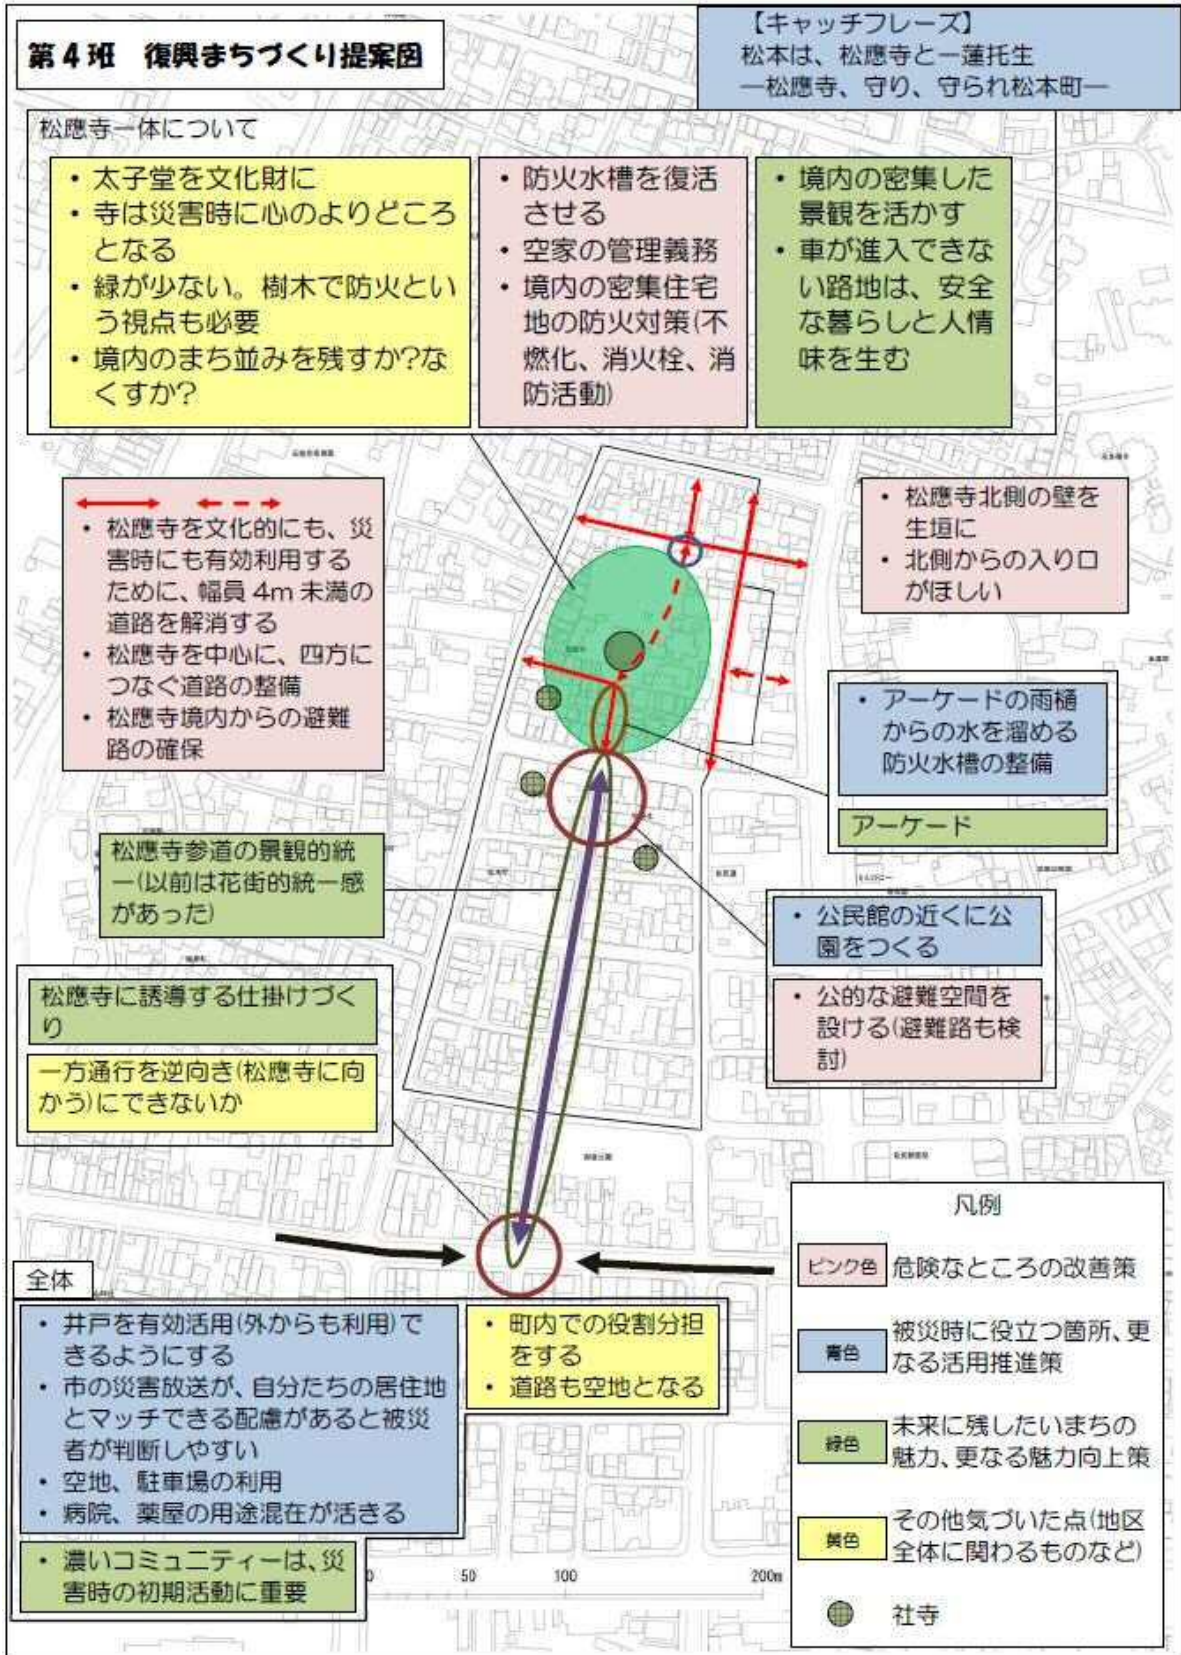 第4班 復興まちづくり提案図
【キャッチフレーズ】
松本は、松應寺と一蓮托生
―松應寺、守り、守られ松本町―
松應寺一体について
・ 太子堂を文化財に
・ 寺は災害時に心のよりどころ
となる
・ 緑が少ない。樹木で防火とい
う視点も必要
・ 境内のまち並みを残すか?な
くすか?
・ 防火水槽を復活
させる
・ 空家の管理義務
・ 境内の密集住宅
地の防火対策(不
燃化、消火栓、消
防活動)
・ 境内の密集した
景観を活かす
・ 車が進入できな
い路地は、安全
な暮らしと人情
味を生む
・ 松應寺を文化的にも、災
害時にも有効利用する
ために、幅員 4m 未満の
道路を解消する
・ 松應寺を中心に、四方に
つなぐ道路の整備
・ 松應寺境内からの避難
路の確保
・ 松應寺北側の壁を
生垣に
・ 北側からの入り口
がほしい
・ アーケードの雨樋
からの水を溜める
防火水槽の整備
アーケード
松應寺参道の景観的統
一(以前は花街的統一感
があった)
・ 公民館の近くに公
園をつくる
・ 公的な避難空間を
設ける(避難路も検
討)
松應寺に誘導する仕掛けづく
り
一方通行を逆向き(松應寺に向
かう)にできないか
全体
・ 井戸を有効活用(外からも利用)で
きるようにする
・ 市の災害放送が、自分たちの居住地
とマッチできる配慮があると被災
者が判断しやすい
・ 空地、駐車場の利用
・ 病院、薬屋の用途混在が活きる
・ 町内での役割分担
をする
・ 道路も空地となる
・ 濃いコミュニティーは、災
害時の初期活動に重要
0 50 100 200m
凡例
ピンク色 危険なところの改善策
青色 被災時に役立つ箇所、更
なる活用推進策
緑色 未来に残したいまちの
魅力、更なる魅力向上策
黄色 その他気づいた点(地区
全体に関わるものなど)
社寺